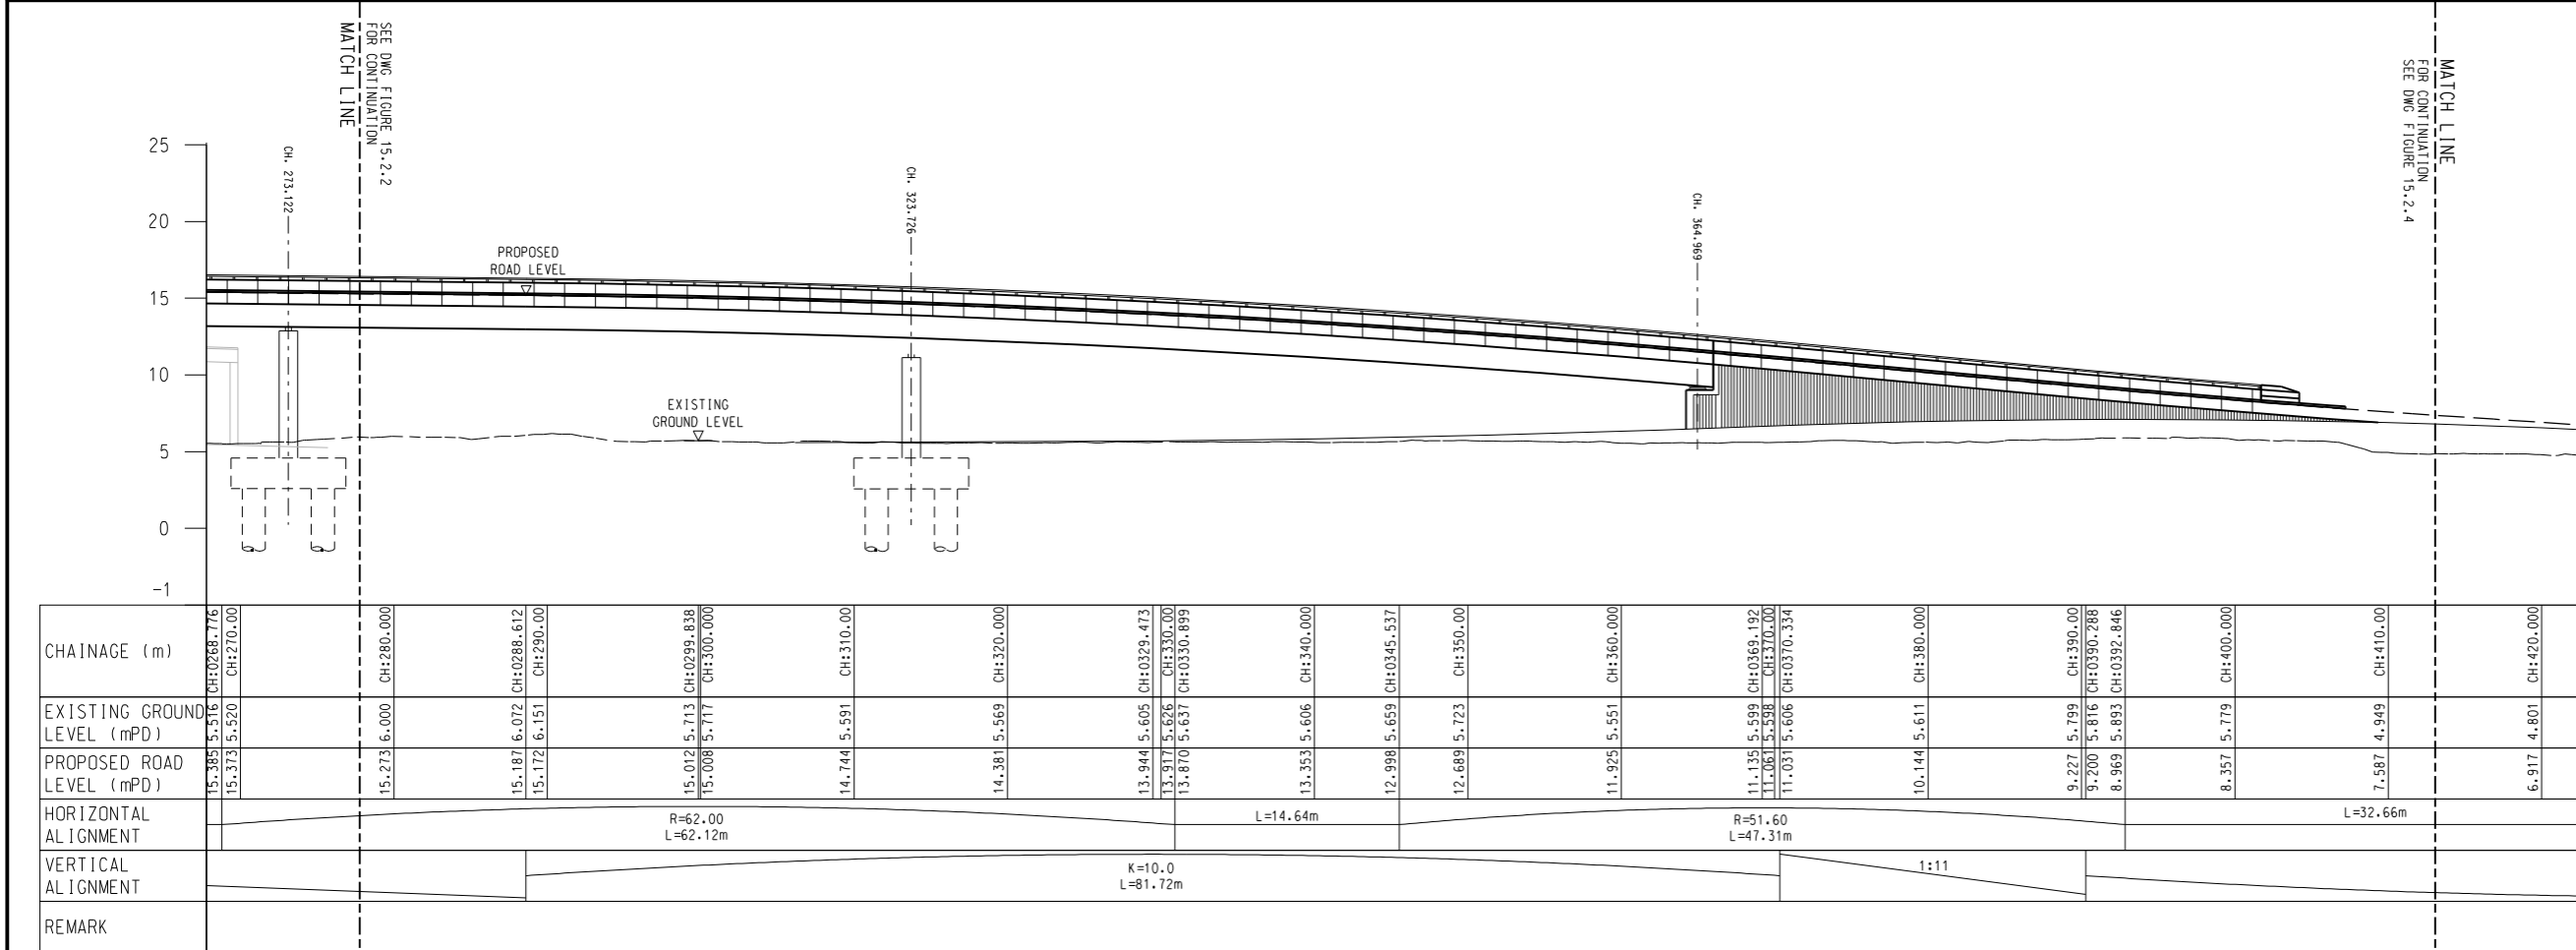 SEE DWG FIGURE 15.2.2
FOR CONTINUATION
MATCH LINE
MATCH LINE
FOR CONTINUATION
SEE DWG FIGURE 15.2.4
25
20
15
10
5
0
-1
CH. 273.122
CH. 323.726
CH. 364.969
PROPOSED
ROAD LEVEL
EXISTING
GROUND LEVEL
CHAINAGE (m)
CH:0268.776
CH:270.00
CH:280.000
CH:0288.612
CH:290.00
CH:0299.838
CH:300.000
CH:310.00
CH:320.000
CH:0329.473
CH:330.00
CH:0330.899
CH:340.000
CH:0345.537
CH:350.00
CH:360.000
CH:0369.192
CH:370.00
CH:0370.334
CH:380.000
CH:390.00
CH:0390.288
CH:0392.846
CH:400.000
CH:410.00
CH:420.000
EXISTING GROUND
LEVEL (mPD)
5.516
5.520
6.000
6.072
6.151
5.713
5.717
5.591
5.569
5.605
5.626
5.637
5.606
5.659
5.723
5.551
5.599
5.598
5.606
5.611
5.799
5.816
5.893
5.779
4.949
4.801
PROPOSED ROAD
LEVEL (mPD)
15.385
15.373
15.273
15.187
15.172
15.012
15.008
14.744
14.381
13.944
13.917
13.870
13.353
12.998
12.689
11.925
11.135
11.061
11.031
10.144
9.227
9.200
8.969
8.357
7.587
6.917
HORIZONTAL
ALIGNMENT
R=62.00
L=62.12m
L=14.64m
R=51.60
L=47.31m
L=32.66m
VERTICAL
ALIGNMENT
K=10.0
L=81.72m
1:11
REMARK